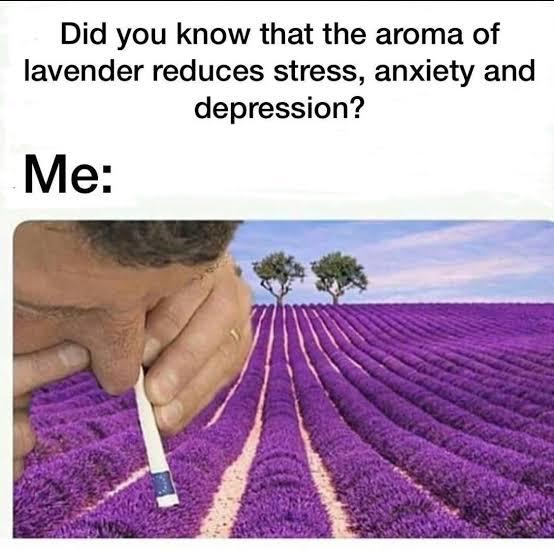 Did you know that the aroma of
lavender reduces stress, anxiety and
depression?
Me: